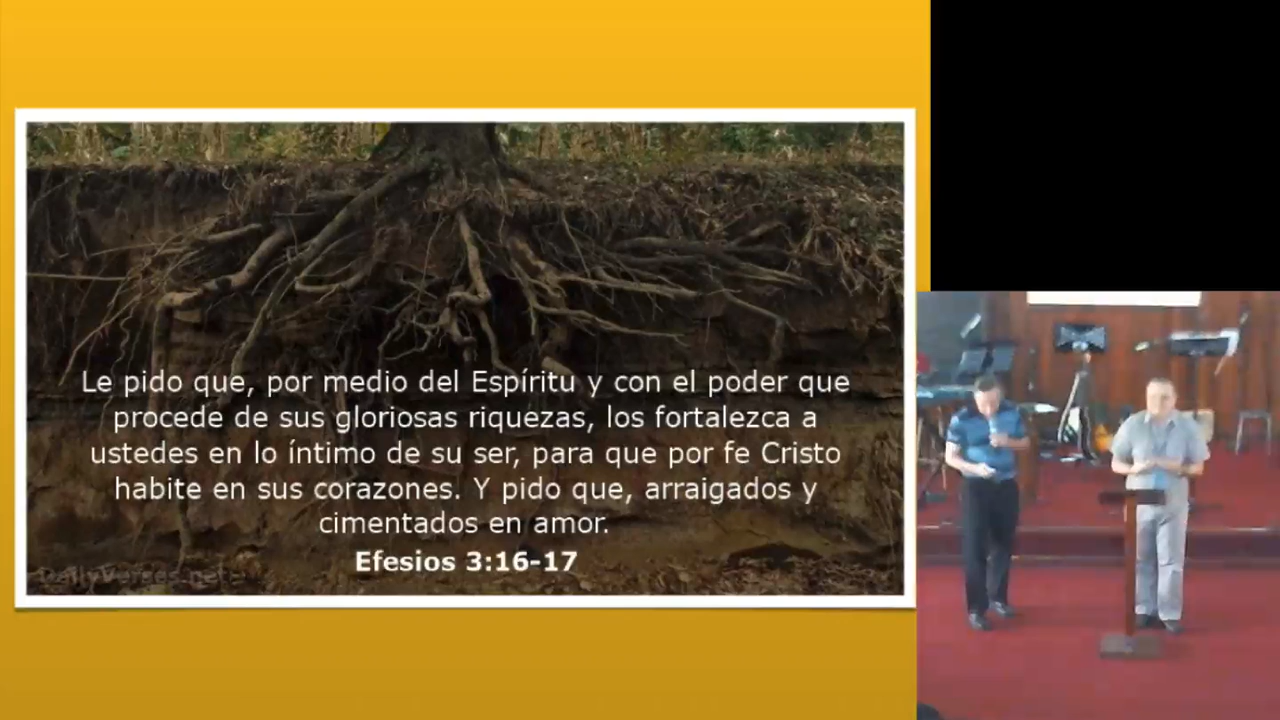 Le pido que, por medio del Espíritu y con el poder que
procede de sus gloriosas riquezas, los fortalezca a
ustedes en lo íntimo de su ser, para que por fe Cristo
habite en sus corazones. Y pido que, arraigados y
cimentados en amor.
Efesios 3:16-17
DailyVerses.net